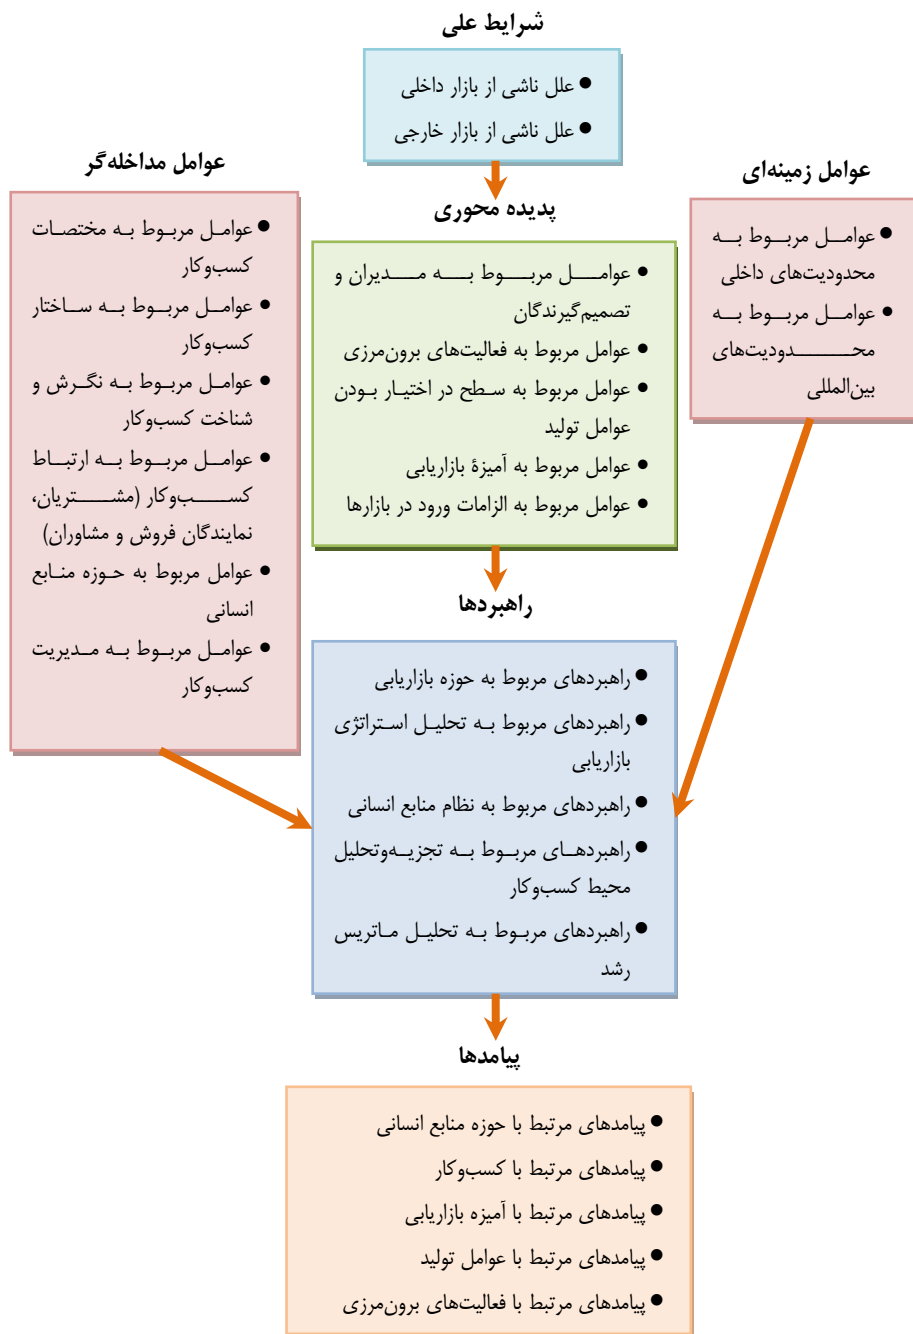 شرایط علی
● علل ناشی از بازار داخلی
● علل ناشی از بازار خارجی
عوامل زمینه‌ای
● عوامل مربوط به
محدودیت‌های داخلی
● عوامل مربوط به
محدودیت‌های
بین‌المللی
پدیده محوری
● عوامل مربوط به مدیران و
تصمیم‌گیرندگان
● عوامل مربوط به فعالیت‌های برون‌مرزی
● عوامل مربوط به سطح در اختیار بودن
عوامل تولید
● عوامل مربوط به آمیزۀ بازاریابی
● عوامل مربوط به الزامات ورود در بازارها
عوامل مداخله‌گر
● عوامل مربوط به مختصات
کسب‌وکار
● عوامل مربوط به ساختار
کسب‌وکار
● عوامل مربوط به نگرش و
شناخت کسب‌وکار
● عوامل مربوط به ارتباط
کسب‌وکار (مشتریان،
نمایندگان فروش و مشاوران)
● عوامل مربوط به حوزه منابع
انسانی
● عوامل مربوط به مدیریت
کسب‌وکار
راهبردها
● راهبردهای مربوط به حوزه بازاریابی
● راهبردهای مربوط به تحلیل استراتژی
بازاریابی
● راهبردهای مربوط به نظام منابع انسانی
● راهبردهای مربوط به تجزیه‌وتحلیل
محیط کسب‌وکار
● راهبردهای مربوط به تحلیل ماتریس
رشد
پیامدها
● پیامدهای مرتبط با حوزه منابع انسانی
● پیامدهای مرتبط با کسب‌وکار
● پیامدهای مرتبط با آمیزه بازاریابی
● پیامدهای مرتبط با عوامل تولید
● پیامدهای مرتبط با فعالیت‌های برون‌مرزی